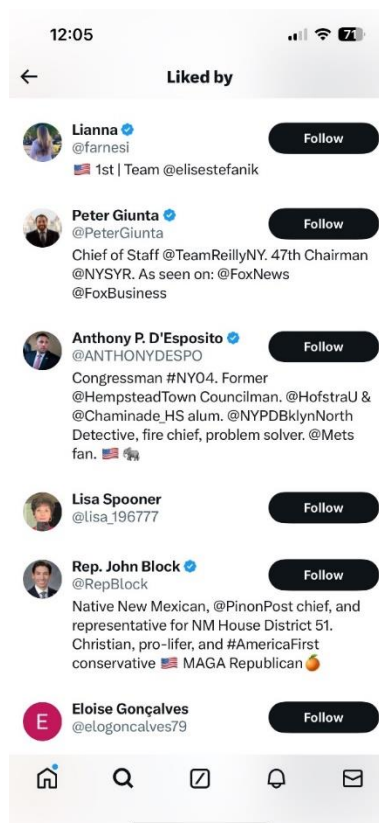 12:05
71
Liked by
Lianna
Follow
@farnesi
🇺🇸 1st | Team @elisestefanik
Peter Giunta
Follow
@PeterGiunta
Chief of Staff @TeamReillyNY. 47th Chairman
@NYSYR. As seen on: @FoxNews
@FoxBusiness
Anthony P. D'Esposito
Follow
@ANTHONYDESPO
Congressman #NY04. Former
@HempsteadTown Councilman. @HofstraU &
@Chaminade_HS alum. @NYPDBklynNorth
Detective, fire chief, problem solver. @Mets
fan. 🇺🇸 🐘
Lisa Spooner
Follow
@lisa_196777
Rep. John Block
Follow
@RepBlock
Native New Mexican, @PinonPost chief, and
representative for NM House District 51.
Christian, pro-lifer, and #AmericaFirst
conservative 🇺🇸 MAGA Republican🍊
E
Eloise Gonçalves
Follow
@elogoncalves79